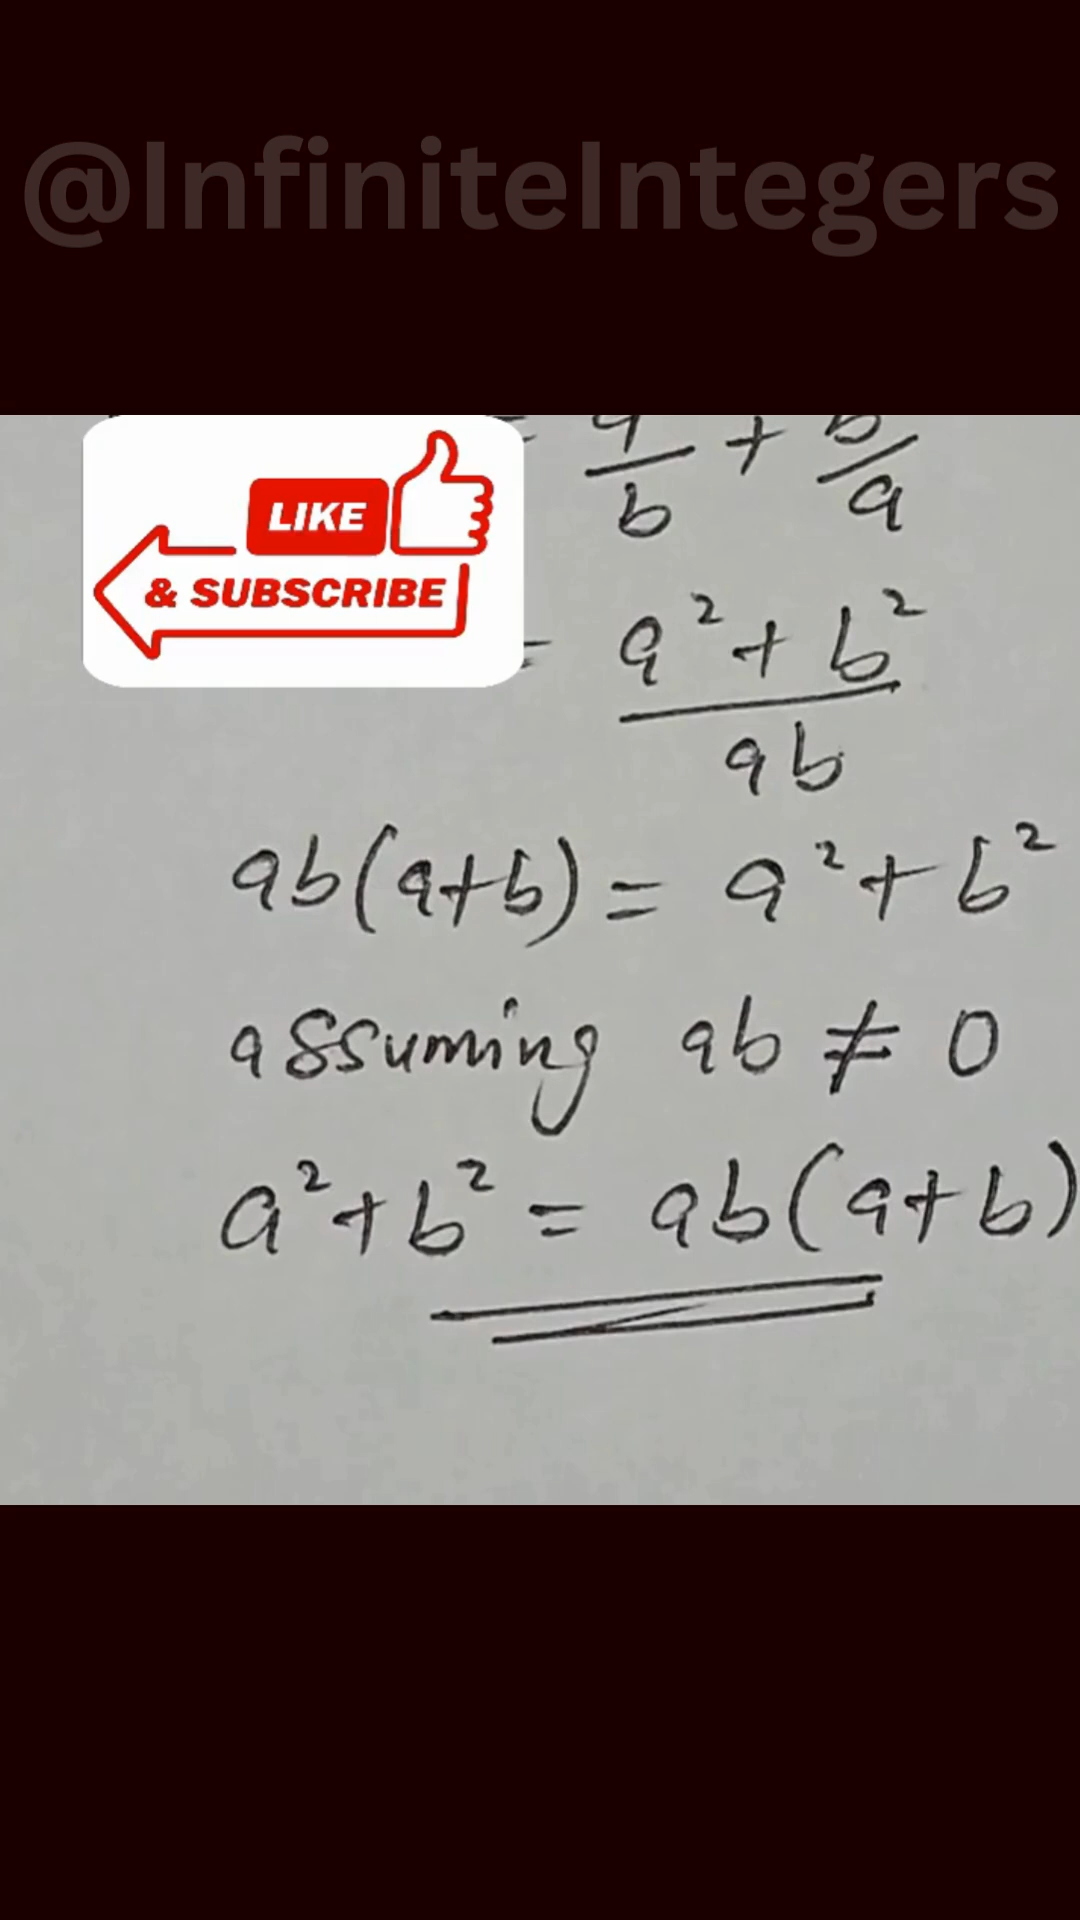 @InfiniteIntegers
= a/b + b/a
LIKE
& SUBSCRIBE
= a² + b²
ab
ab(a+b) = a² + b²
assuming ab ≠ 0
a² + b² = ab(a+b)